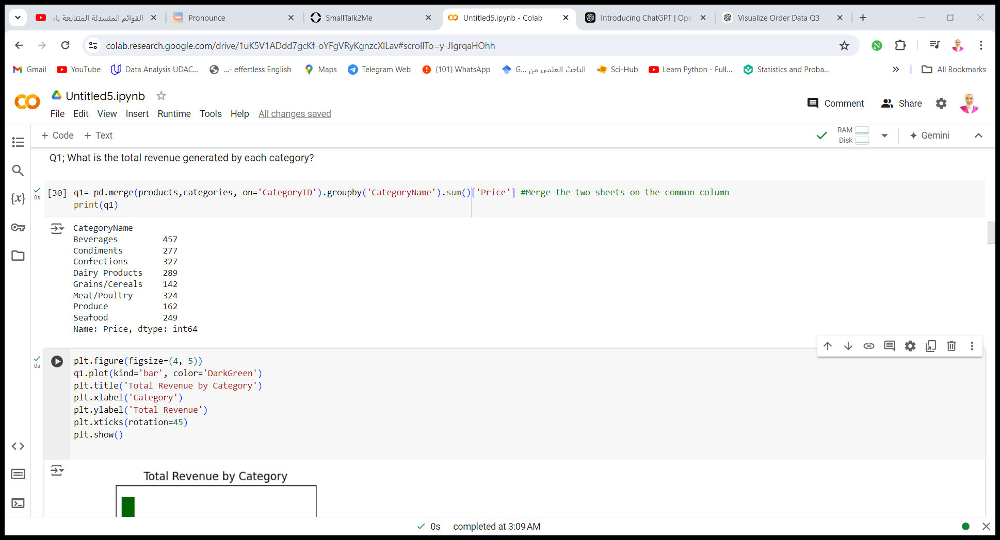 القوائم المنسدلة المتتابعة باس
Pronounce
SmallTalk2Me
Untitled5.ipynb - Colab
Introducing ChatGPT | Ope
Visualize Order Data Q3
colab.research.google.com/drive/1uK5V1ADdd7gcKf-oYFgVRyKgnzcXlLav#scrollTo=y-JIgrqaHOhh
Gmail
YouTube
Data Analysis UDAC...
...- effertless English
Maps
Telegram Web
(101) WhatsApp
G... الباحث العلمي من
Sci-Hub
Learn Python - Full...
Statistics and Proba...
All Bookmarks
Untitled5.ipynb
File Edit View Insert Runtime Tools Help All changes saved
Comment
Share
+ Code + Text
RAM
Disk
Gemini
Q1; What is the total revenue generated by each category?
0s
[30] q1= pd.merge(products,categories, on='CategoryID').groupby('CategoryName').sum()['Price'] #Merge the two sheets on the common column
print(q1)
CategoryName
Beverages 457
Condiments 277
Confections 327
Dairy Products 289
Grains/Cereals 142
Meat/Poultry 324
Produce 162
Seafood 249
Name: Price, dtype: int64
0s
plt.figure(figsize=(4, 5))
q1.plot(kind='bar', color='DarkGreen')
plt.title('Total Revenue by Category')
plt.xlabel('Category')
plt.ylabel('Total Revenue')
plt.xticks(rotation=45)
plt.show()
Total Revenue by Category
0s completed at 3:09 AM